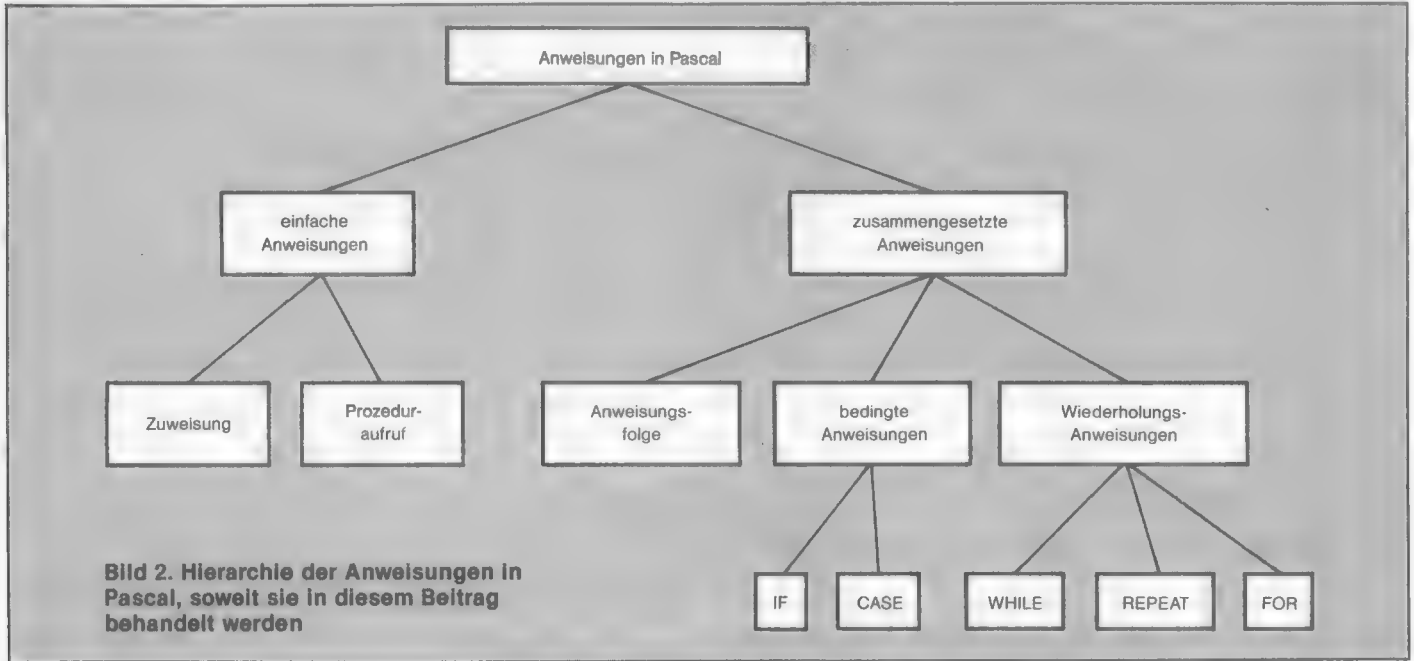 Anweisungen in Pascal
einfache
Anweisungen
zusammengesetzte
Anweisungen
Zuweisung
Prozedur-
aufruf
Anweisungs-
folge
bedingte
Anweisungen
Wiederholungs-
Anweisungen
IF
CASE
WHILE
REPEAT
FOR
Bild 2. Hierarchie der Anweisungen in
Pascal, soweit sie in diesem Beitrag
behandelt werden